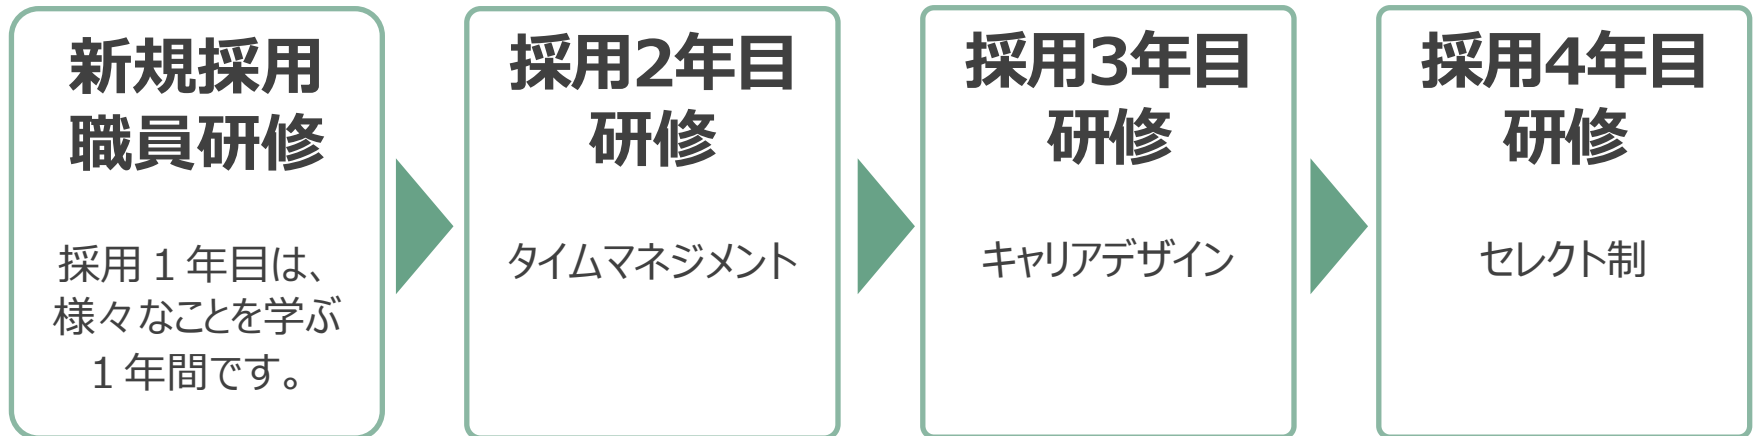 新規採用
職員研修
採用１年目は、
様々なことを学ぶ
１年間です。
採用2年目
研修
タイムマネジメント
採用3年目
研修
キャリアデザイン
採用4年目
研修
セレクト制